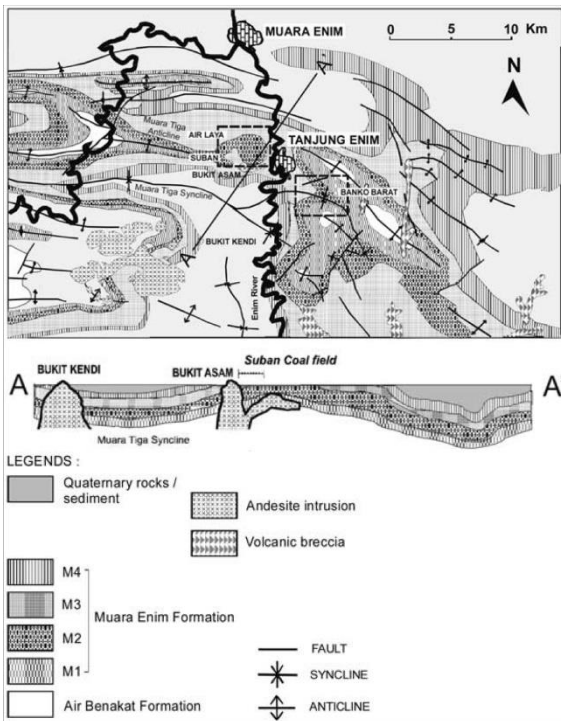 MUARA ENIM
0 5 10 Km
N
A'
Muara Tiga
Anticline
AIR LAYA
TANJUNG ENIM
SUBAN
BUKIT ASAM
Muara Tiga Syncline
BANKO BARAT
A
BUKIT KENDI
Enim River
Suban Coal field
BUKIT KENDI
BUKIT ASAM
A
A
Muara Tiga Syncline
LEGENDS :
Quaternary rocks /
sediment
Andesite intrusion
Volcanic breccia
M4
M3
Muara Enim Formation
M2
M1
Air Benakat Formation
FAULT
SYNCLINE
ANTICLINE